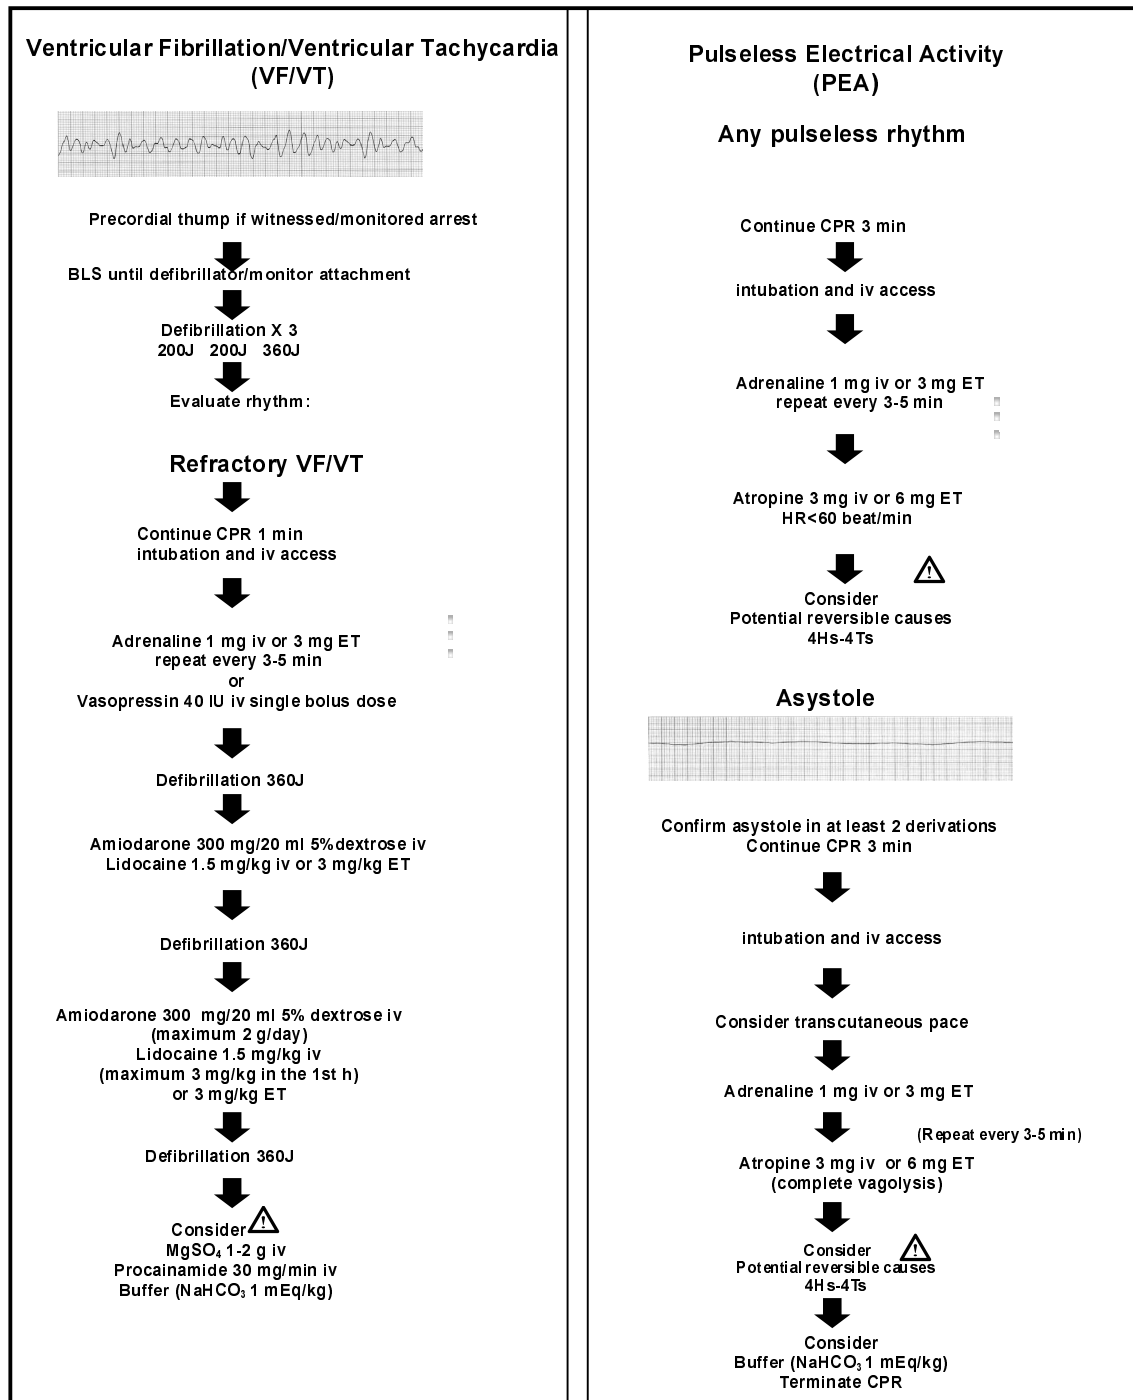 Ventricular Fibrillation/Ventricular Tachycardia
(VF/VT)
Precordial thump if witnessed/monitored arrest
BLS until defibrillator/monitor attachment
Defibrillation X 3
200J 200J 360J
Evaluate rhythm:
Refractory VF/VT
Continue CPR 1 min
intubation and iv access
Adrenaline 1 mg iv or 3 mg ET
repeat every 3-5 min
or
Vasopressin 40 IU iv single bolus dose
Defibrillation 360J
Amiodarone 300 mg/20 ml 5%dextrose iv
Lidocaine 1.5 mg/kg iv or 3 mg/kg ET
Defibrillation 360J
Amiodarone 300 mg/20 ml 5% dextrose iv
(maximum 2 g/day)
Lidocaine 1.5 mg/kg iv
(maximum 3 mg/kg in the 1st h)
or 3 mg/kg ET
Defibrillation 360J
Consider
MgSO₄ 1-2 g iv
Procainamide 30 mg/min iv
Buffer (NaHCO₃ 1 mEq/kg)
Pulseless Electrical Activity
(PEA)
Any pulseless rhythm
Continue CPR 3 min
intubation and iv access
Adrenaline 1 mg iv or 3 mg ET
repeat every 3-5 min
Atropine 3 mg iv or 6 mg ET
HR<60 beat/min
Consider
Potential reversible causes
4Hs-4Ts
Asystole
Confirm asystole in at least 2 derivations
Continue CPR 3 min
intubation and iv access
Consider transcutaneous pace
Adrenaline 1 mg iv or 3 mg ET
(Repeat every 3-5 min)
Atropine 3 mg iv or 6 mg ET
(complete vagolysis)
Consider
Potential reversible causes
4Hs-4Ts
Consider
Buffer (NaHCO₃ 1 mEq/kg)
Terminate CPR